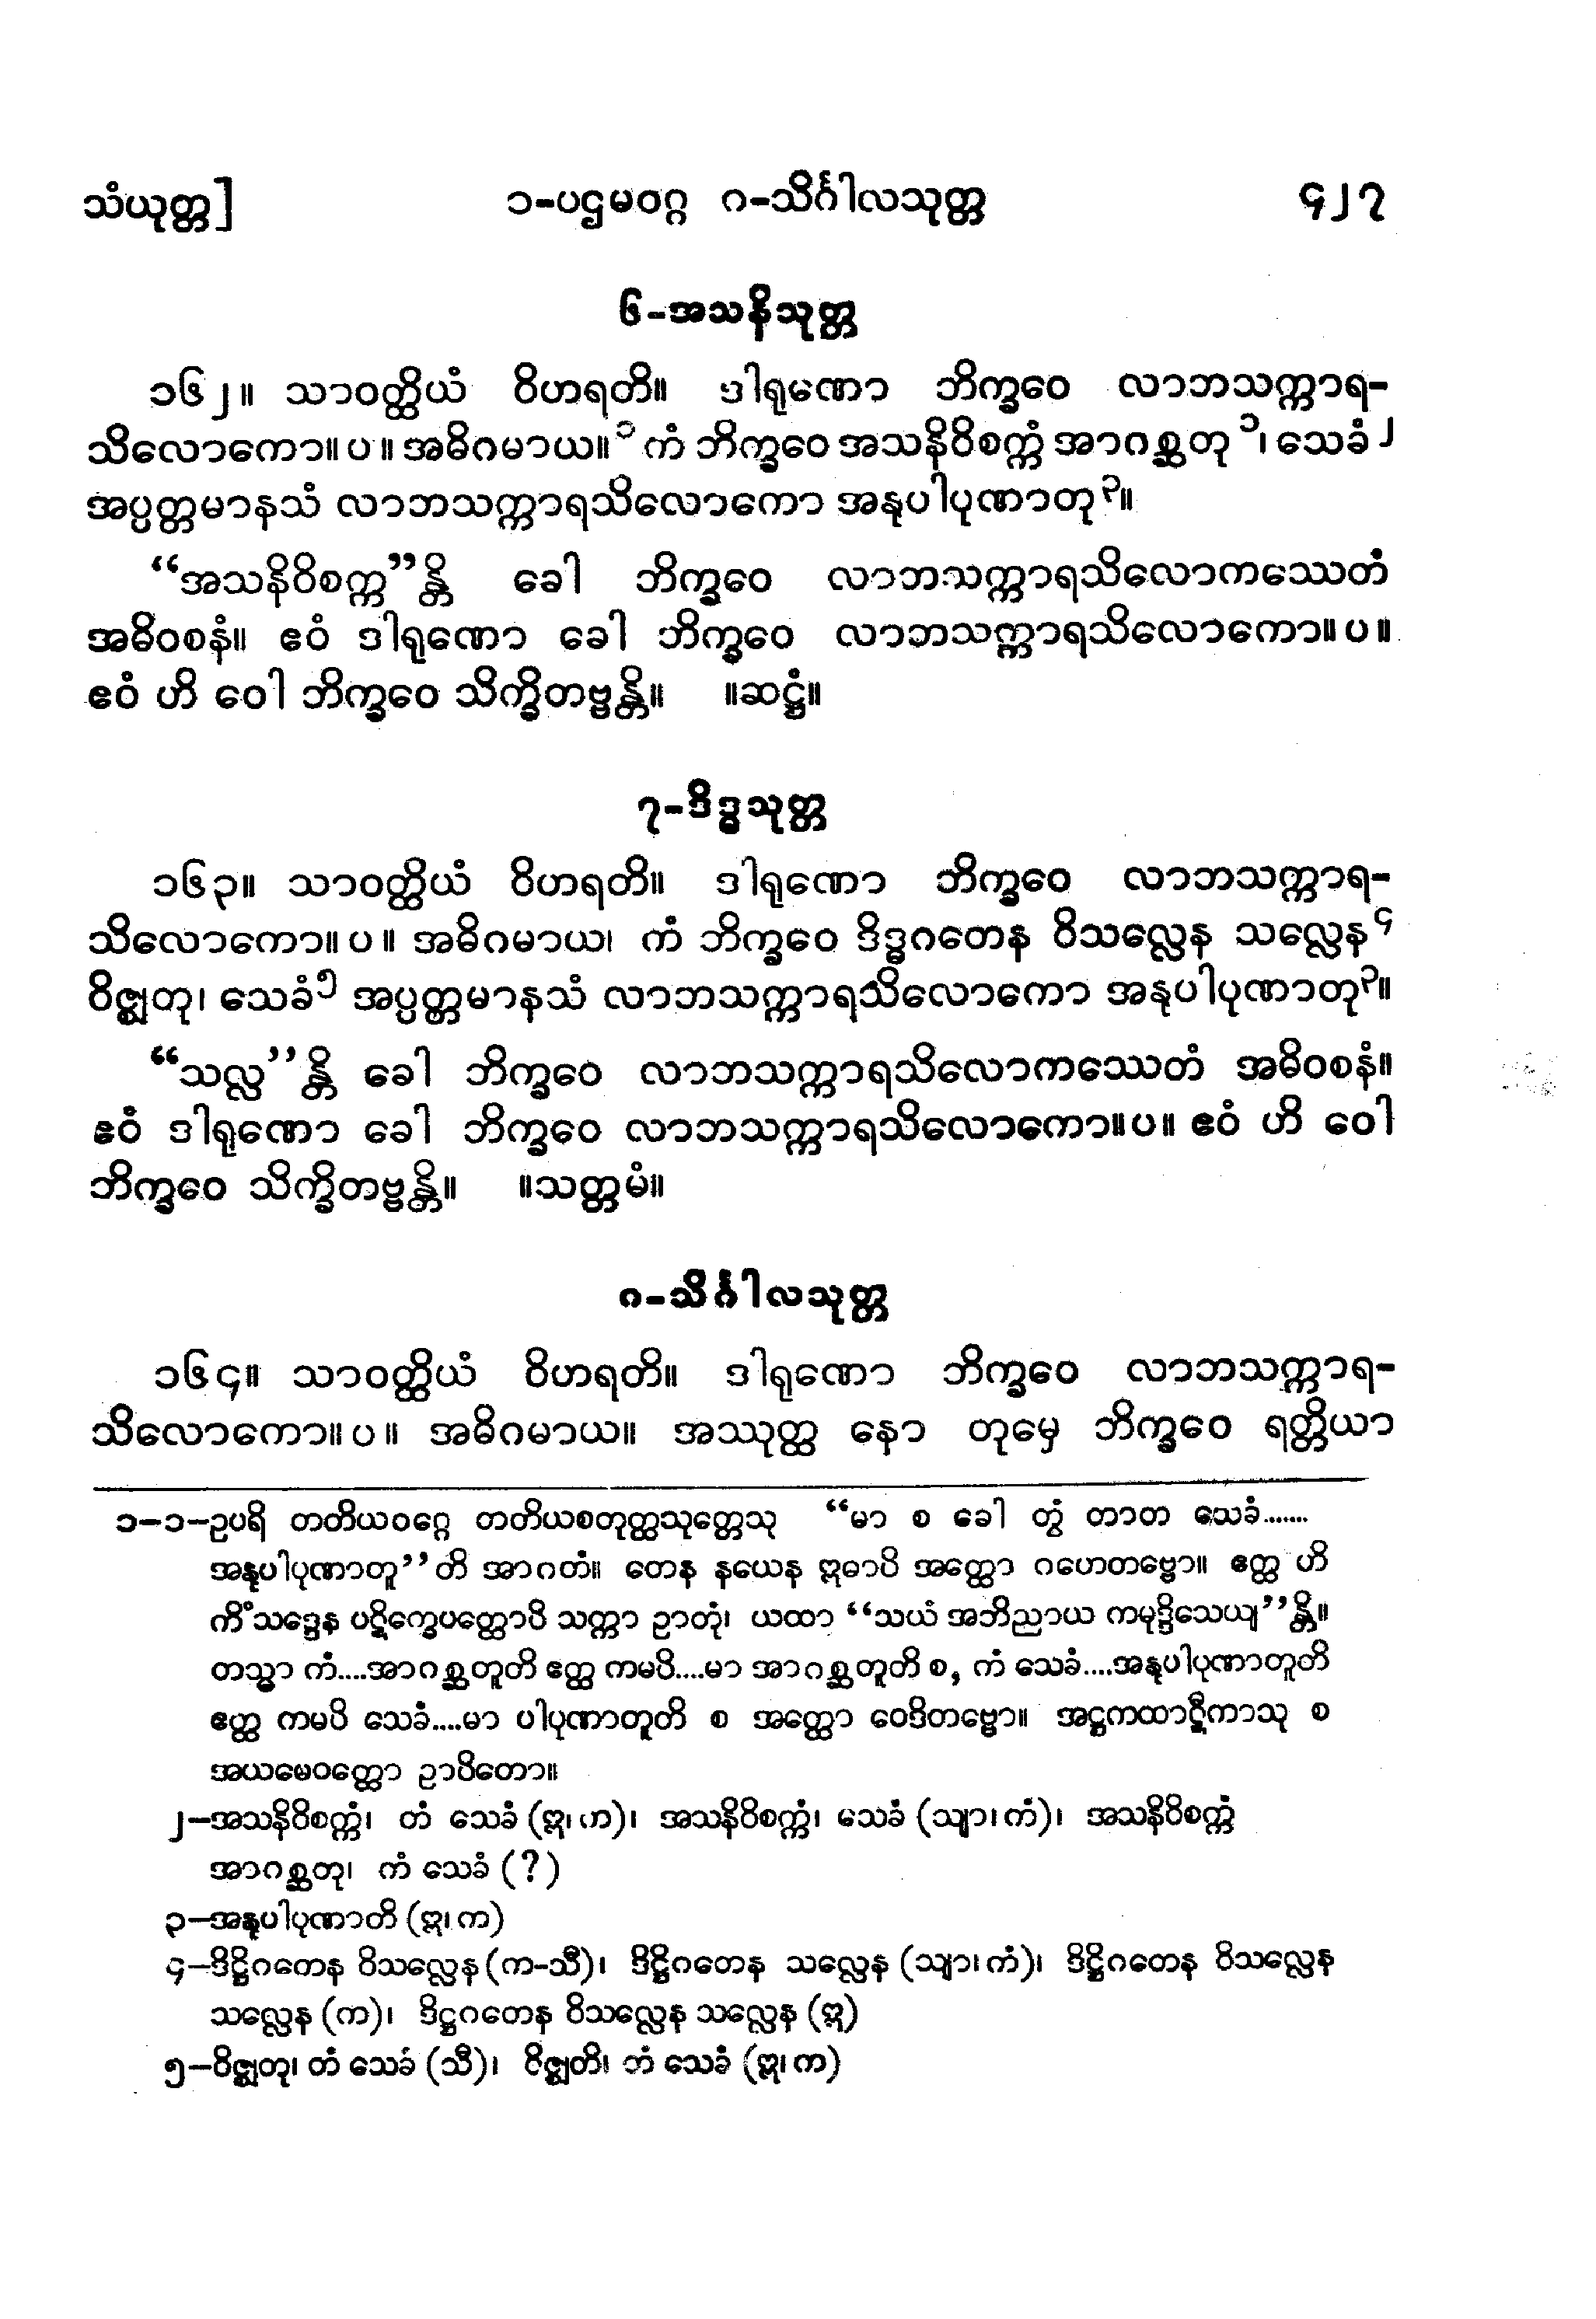 သံယုတ္တ]	၁-ပဌမဝဂ္ဂ ဂ-သိင်္ဂါလသုတ္တ	၄၂၇
၆-အသနိသုတ္တ
၁၆၂။ သာဝတ္ထိယံ ဝိဟရတိ။ ဒါရုဏော ဘိက္ခဝေ လာဘသက္ကာရ-
သိလောကော။ပ။ အဓိဂမာယ။ ၁ ကံ ဘိက္ခဝေ အသနိဝိစက္ကံ အာဂစ္ဆတု ၁၊ သေခံ ၂
အပ္ပတ္တမာနသံ လာဘသက္ကာရသိလောကော အနုပါပုဏာတု ၃။
“အသနိဝိစက္က”န္တိ ခေါ ဘိက္ခဝေ လာဘသက္ကာရသိလောကဿေတံ
အဓိဝစနံ။ ဧဝံ ဒါရုဏော ခေါ ဘိက္ခဝေ လာဘသက္ကာရသိလောကော။ပ။
ဧဝံ ဟိ ဝေါ ဘိက္ခဝေ သိက္ခိတဗ္ဗန္တိ။ ။ဆဋ္ဌံ။
၇-ဒိဒ္ဓသုတ္တ
၁၆၃။ သာဝတ္ထိယံ ဝိဟရတိ။ ဒါရုဏော ဘိက္ခဝေ လာဘသက္ကာရ-
သိလောကော။ပ။ အဓိဂမာယ၊ ကံ ဘိက္ခဝေ ဒိဒ္ဓဂတေန ဝိသလ္လေန သလ္လေန ၄
ဝိဇ္ဈတု၊ သေခံ ၅ အပ္ပတ္တမာနသံ လာဘသက္ကာရသိလောကော အနုပါပုဏာတု ၃။
“သလ္လ”န္တိ ခေါ ဘိက္ခဝေ လာဘသက္ကာရသိလောကဿေတံ အဓိဝစနံ။
ဧဝံ ဒါရုဏော ခေါ ဘိက္ခဝေ လာဘသက္ကာရသိလောကော။ပ။ ဧဝံ ဟိ ဝေါ
ဘိက္ခဝေ သိက္ခိတဗ္ဗန္တိ။ ။သတ္တမံ။
ဂ-သိင်္ဂါလသုတ္တ
၁၆၄။ သာဝတ္ထိယံ ဝိဟရတိ။ ဒါရုဏော ဘိက္ခဝေ လာဘသက္ကာရ-
သိလောကော။ပ။ အဓိဂမာယ။ အဿုတ္ထ နော တုမှေ ဘိက္ခဝေ ရတ္တိယာ
၁-၁-ဥပရိ တတိယဝဂ္ဂေ တတိယစတုတ္ထသုတ္တေသု “မာ စ ခေါ တွံ တာတ သေခံ.......
အနုပါပုဏာတူ”တိ အာဂတံ။ တေန နယေန ဣဓာပိ အတ္ထော ဂဟေတဗ္ဗော။ ဧတ္ထ ဟိ
ကိံသဒ္ဒေန ပဋိက္ခေပတ္ထောပိ သက္ကာ ဉာတုံ၊ ယထာ “သယံ အဘိညာယ ကမုဒ္ဒိသေယျ”န္တိ။
တသ္မာ ကံ....အာဂစ္ဆတူတိ ဧတ္ထ ကမပိ....မာ အာဂစ္ဆတူတိ စ, ကံ သေခံ....အနုပါပုဏာတူတိ
ဧတ္ထ ကမပိ သေခံ....မာ ပါပုဏာတူတိ စ အတ္ထော ဝေဒိတဗ္ဗော။ အဋ္ဌကထာဋီကာသု စ
အယမေဝတ္ထော ဉာပိတော။
၂-အသနိဝိစက္ကံ၊ တံ သေခံ (ဣ၊ ဟ)၊ အသနိဝိစက္ကံ၊ သေခံ (သျာ၊ ကံ)၊ အသနိဝိစက္ကံ
အာဂစ္ဆတု၊ ကံ သေခံ (?)
၃-အနုပါပုဏာတိ (ဣ၊ က)
၄-ဒိဋ္ဌိဂတေန ဝိသလ္လေန (က-သီ)၊ ဒိဋ္ဌိဂတေန သလ္လေန (သျာ၊ ကံ)၊ ဒိဋ္ဌိဂတေန ဝိသလ္လေန
သလ္လေန (က)၊ ဒိဋ္ဌဂတေန ဝိသလ္လေန သလ္လေန (ဣ)
၅-ဝိဇ္ဈတု၊ တံ သေခံ (သီ)၊ ဝိဇ္ဈတိ၊ တံ သေခံ (ဣ၊ က)